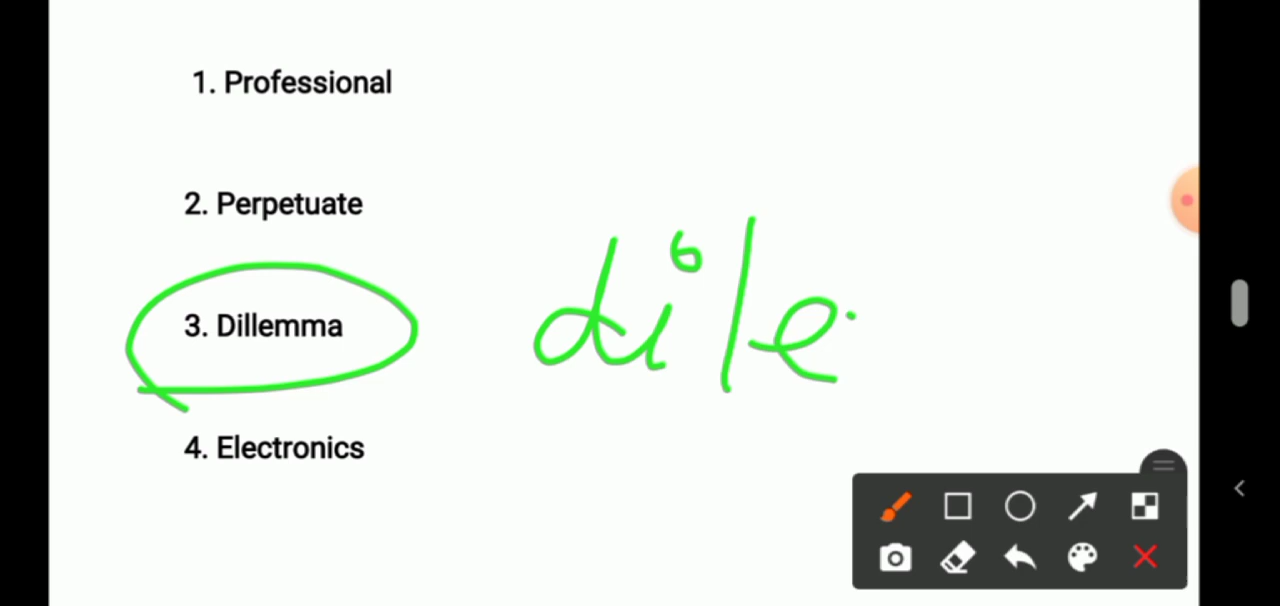 1. Professional
2. Perpetuate
3. Dillemma
dile
4. Electronics